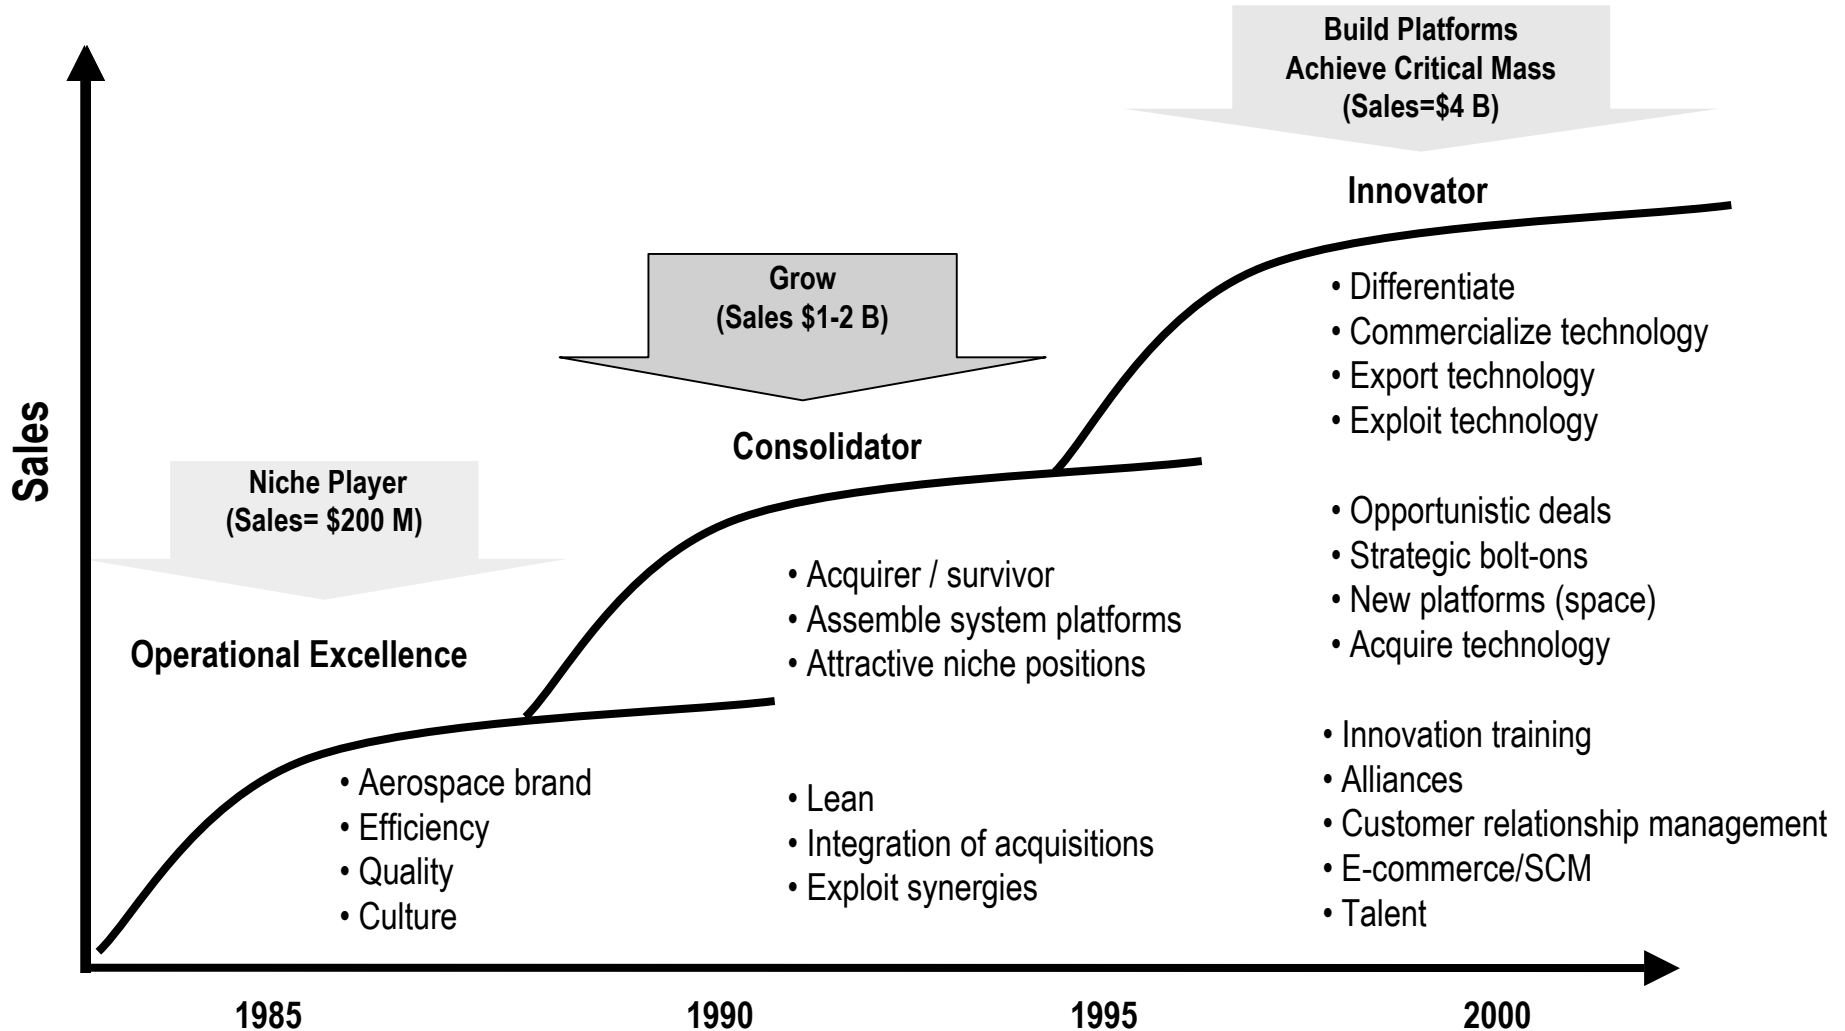 Build Platforms
Achieve Critical Mass
(Sales=$4 B)
Innovator
• Differentiate
• Commercialize technology
• Export technology
• Exploit technology
• Opportunistic deals
• Strategic bolt-ons
• New platforms (space)
• Acquire technology
• Innovation training
• Alliances
• Customer relationship management
• E-commerce/SCM
• Talent
Grow
(Sales $1-2 B)
Consolidator
• Acquirer / survivor
• Assemble system platforms
• Attractive niche positions
• Lean
• Integration of acquisitions
• Exploit synergies
Sales
Niche Player
(Sales= $200 M)
Operational Excellence
• Aerospace brand
• Efficiency
• Quality
• Culture
1985
1990
1995
2000